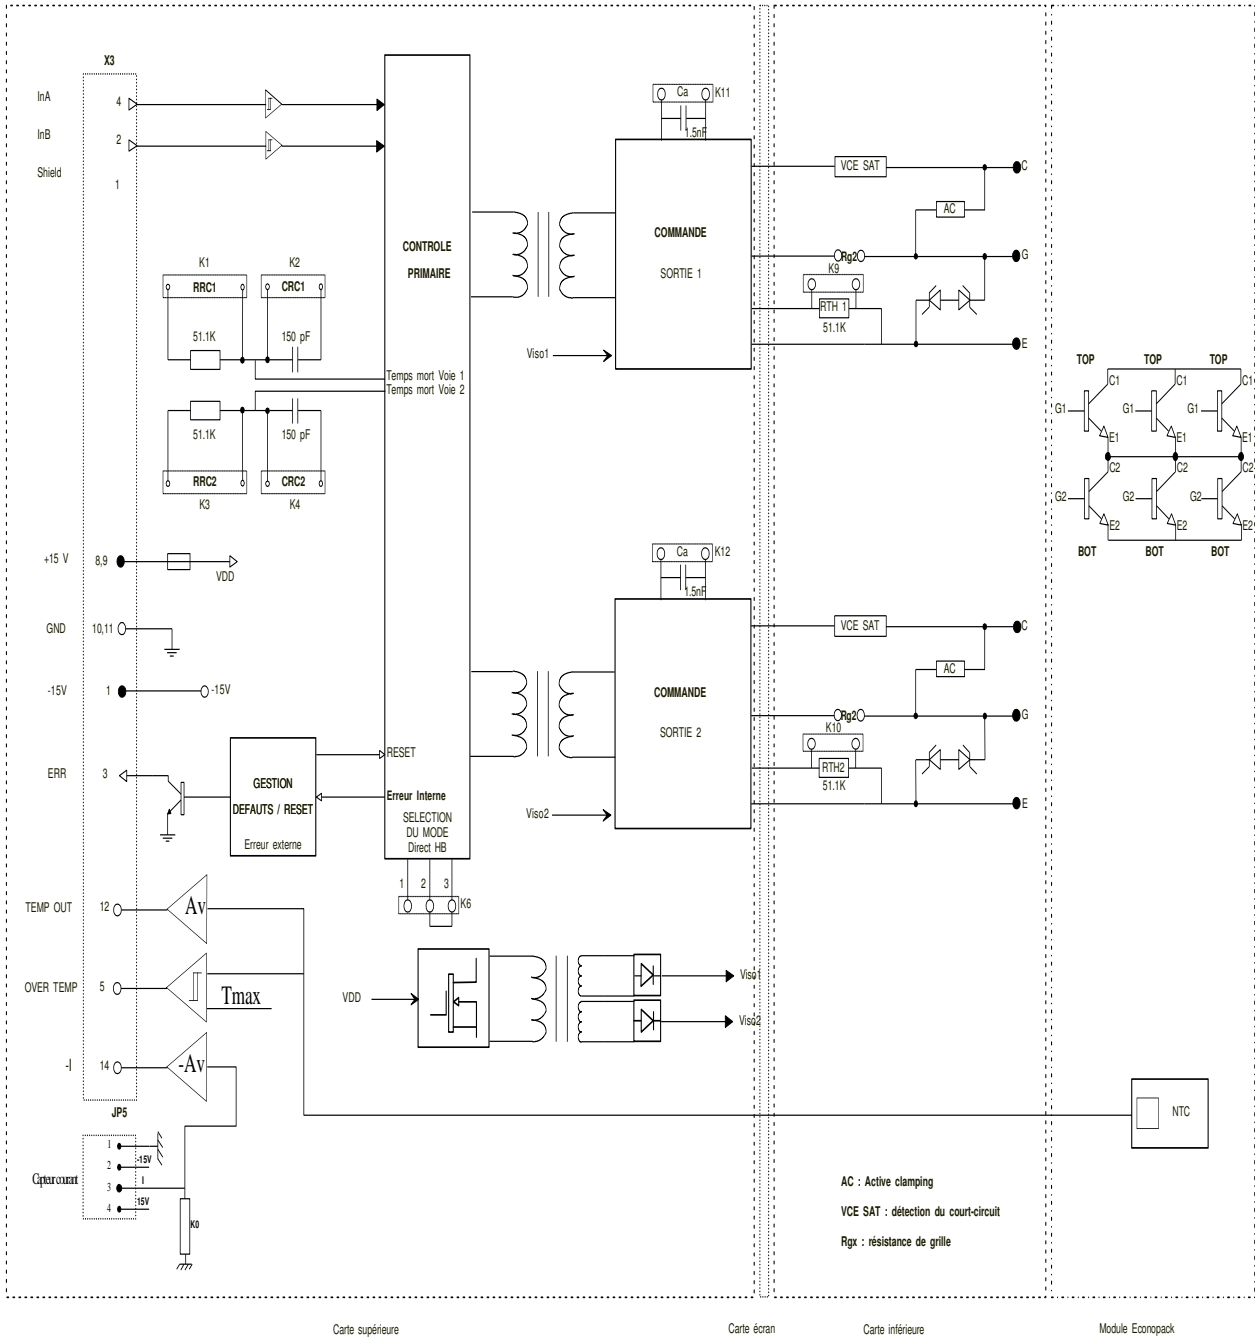 X3
InA 4
InB 2
Shield 1
K1 K2
RRC1 CRC1
51.1K 150 pF
Temps mort Voie 1
Temps mort Voie 2
51.1K 150 pF
RRC2 CRC2
K3 K4
CONTROLE
PRIMAIRE
+15 V 8,9
VDD
GND 10,11
-15V 1 -15V
ERR 3
GESTION
DEFAUTS / RESET
Erreur externe
RESET
Erreur Interne
SELECTION
DU MODE
Direct HB
1 2 3
K6
TEMP OUT 12 Av
OVER TEMP 5
Tmax
-I 14 -Av
JP5
Capteur courant
1
2 -15V
3 I
4 15V
K0
Ca K11
1.5nF
COMMANDE
SORTIE 1
Viso1
VCE SAT
C
AC
Rg2
G
K9
RTH 1
51.1K
E
Ca K12
1.5nF
COMMANDE
SORTIE 2
Viso2
VCE SAT
C
AC
Rg2
G
K10
RTH2
51.1K
E
VDD
Viso1
Viso2
TOP TOP TOP
C1 C1 C1
G1 G1 G1
E1 E1 E1
C2 C2 C2
G2 G2 G2
E2 E2 E2
BOT BOT BOT
NTC
AC : Active clamping
VCE SAT : détection du court-circuit
Rgx : résistance de grille
Carte supérieure Carte écran Carte inférieure Module Econopack